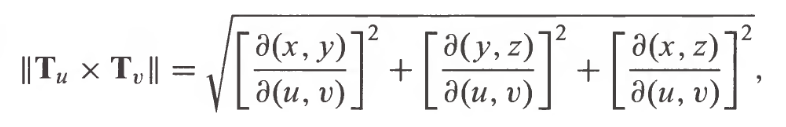 ‖T_u × T_v‖ = √([∂(x, y)/∂(u, v)]² + [∂(y, z)/∂(u, v)]² + [∂(x, z)/∂(u, v)]²),